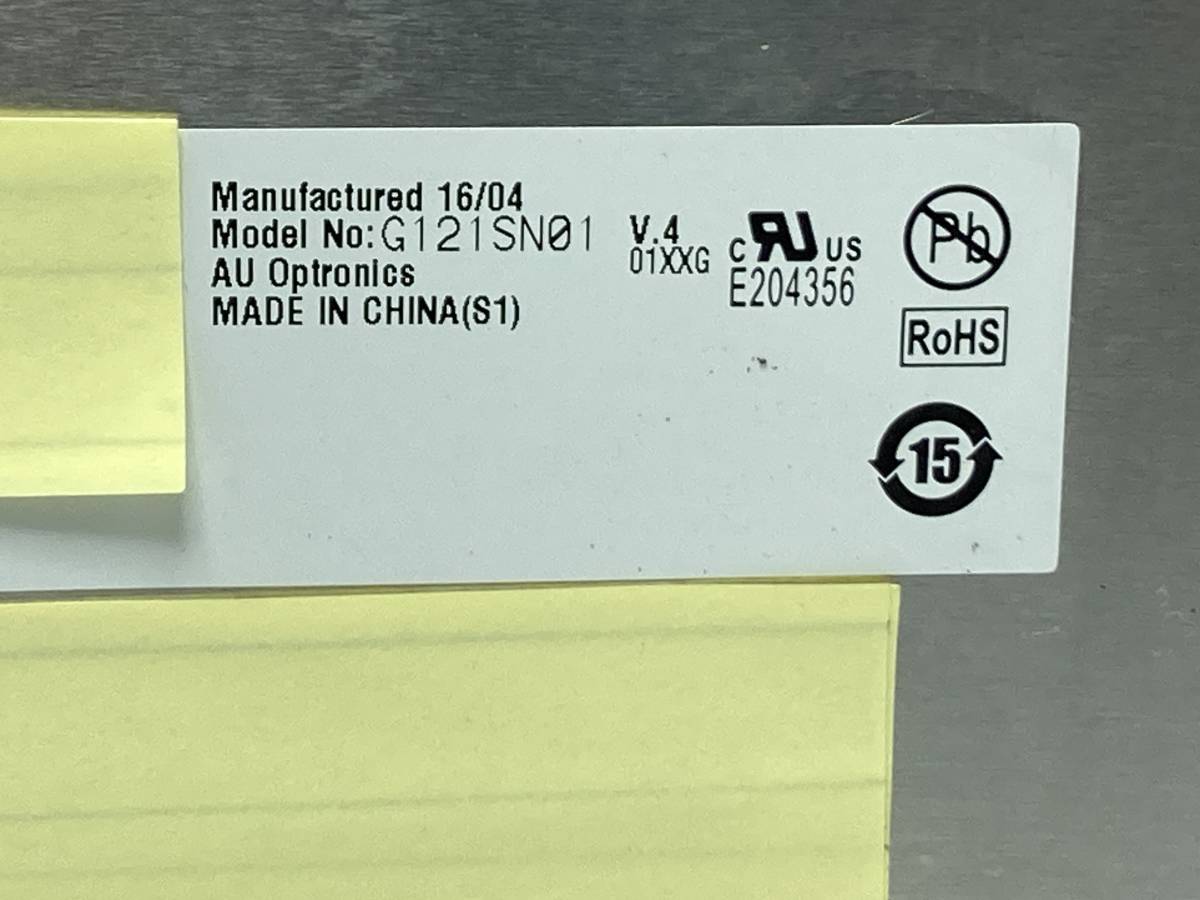 Manufactured 16/04
Model No: G121SN01 V.4
01XXG
AU Optronics
MADE IN CHINA(S1)
c RU US
E204356
Pb
RoHS
15